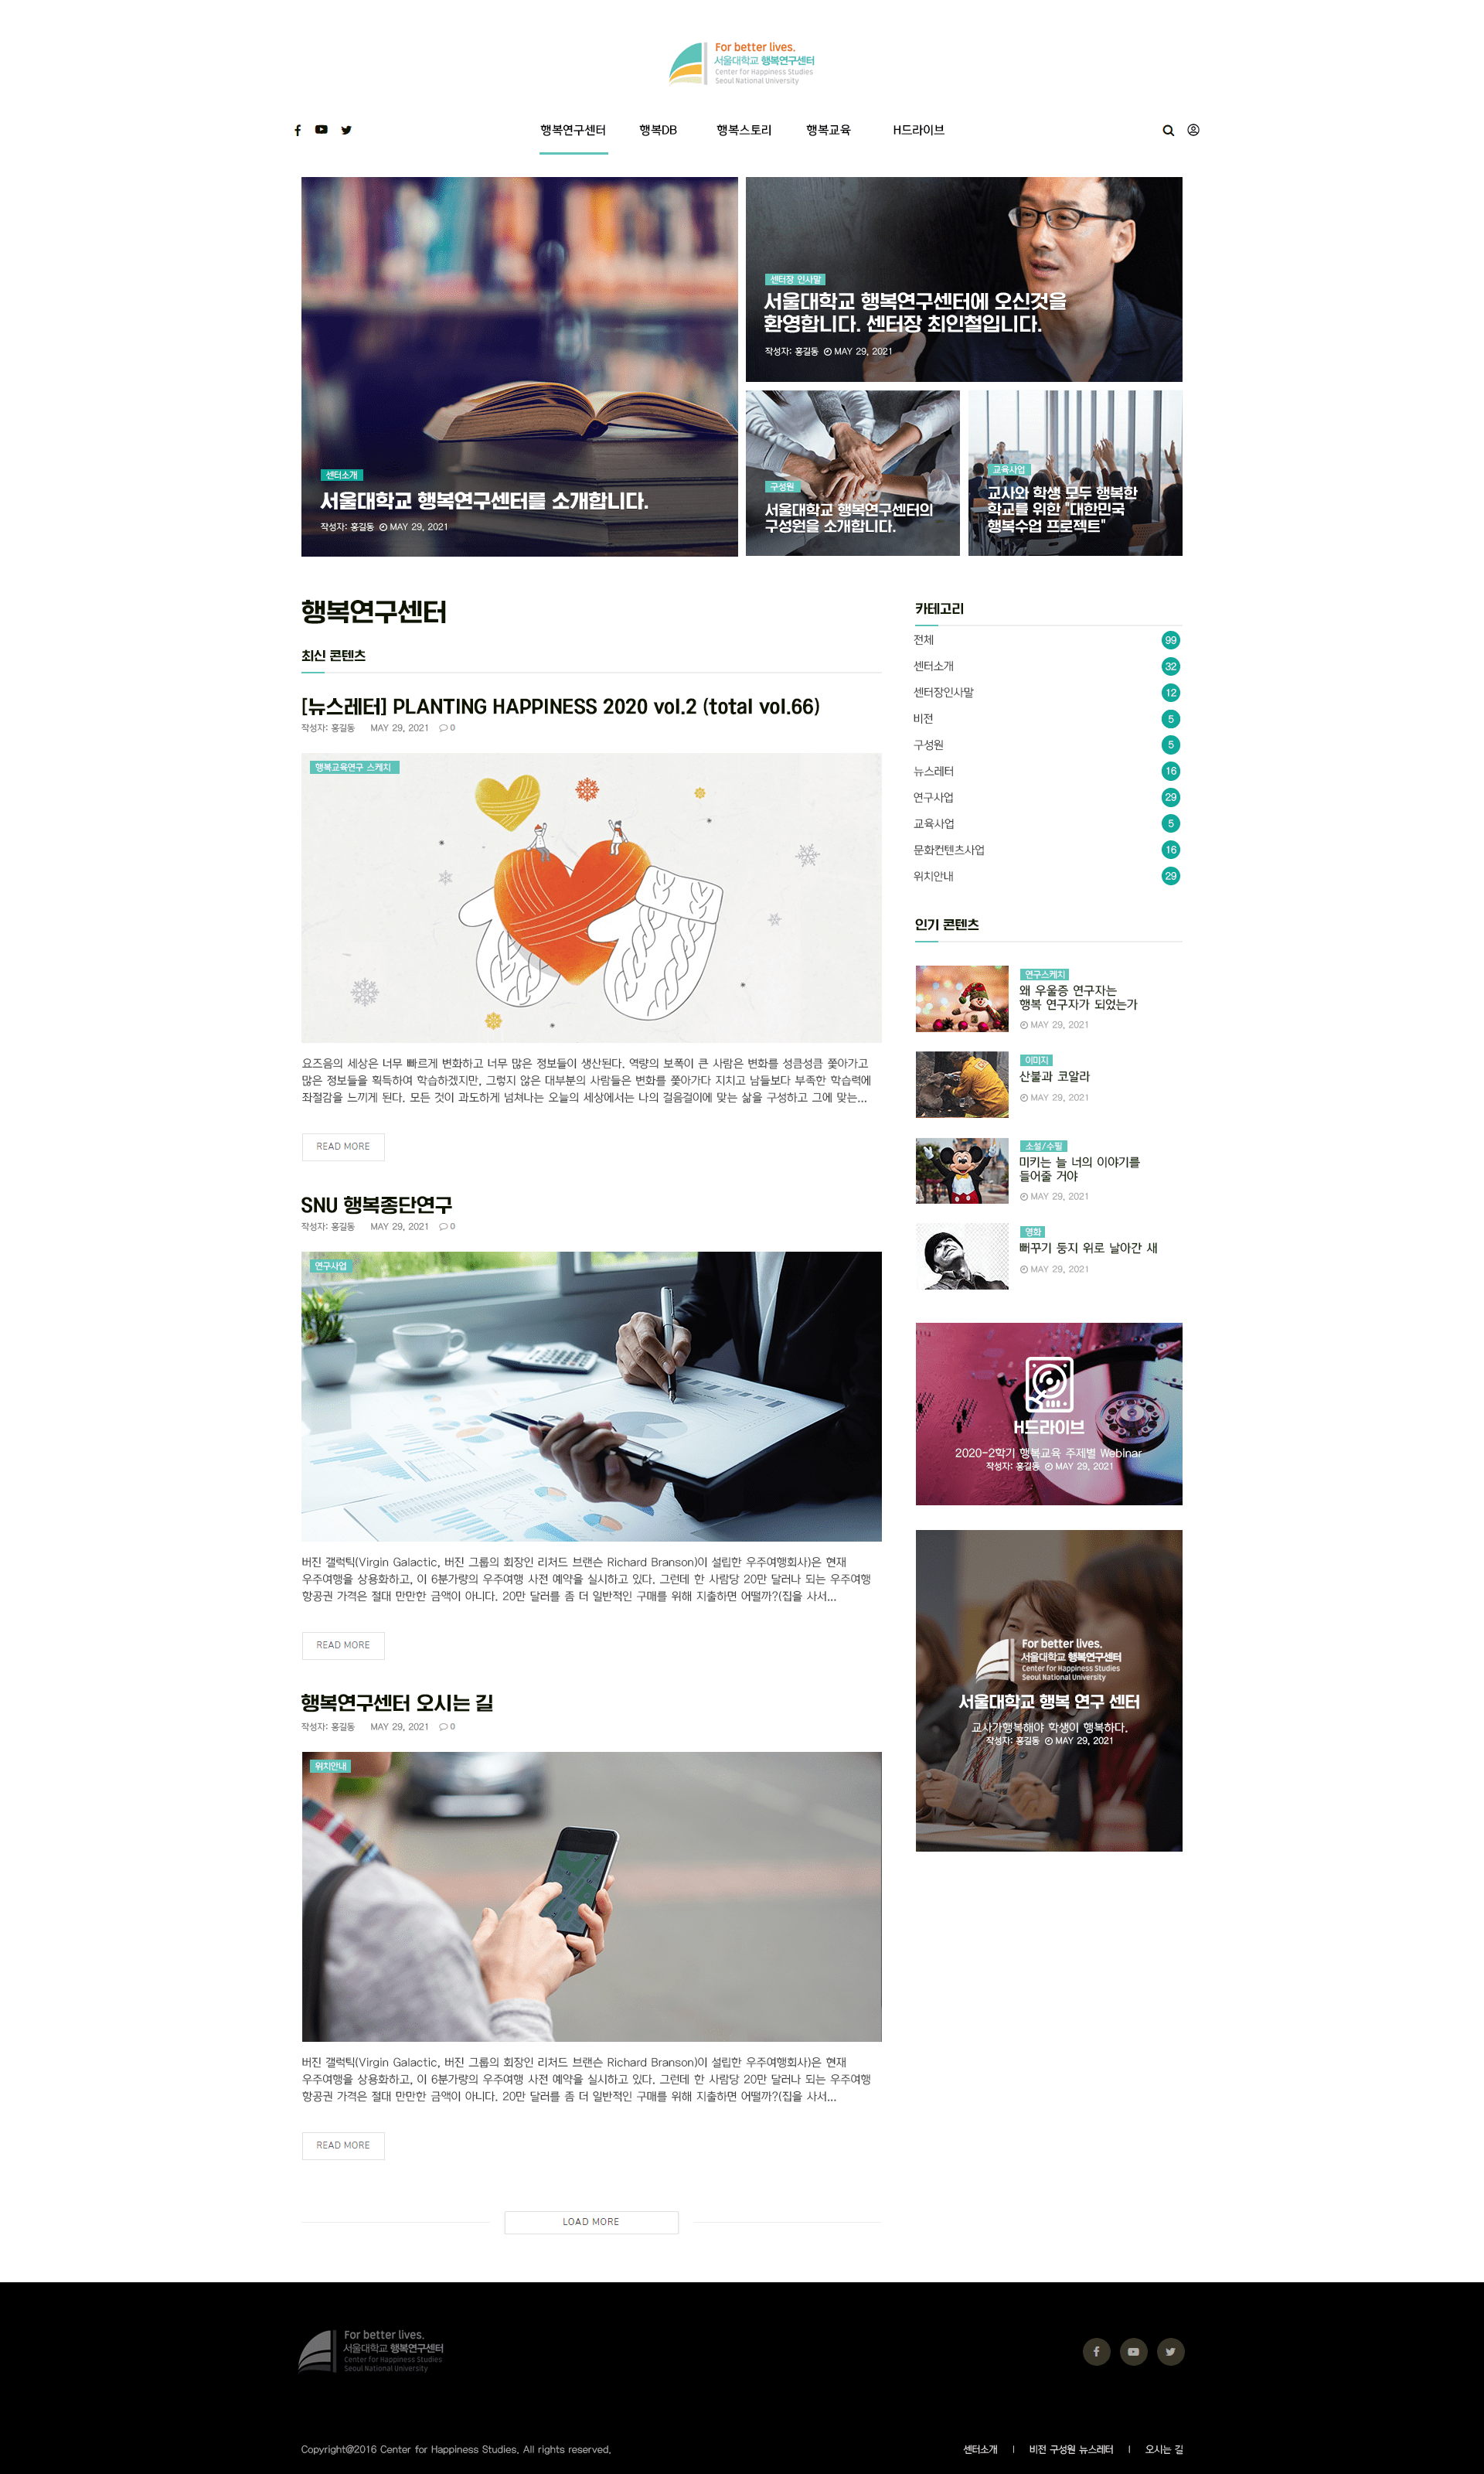 For better lives.
서울대학교 행복연구센터
Center for Happiness Studies
Seoul National University
행복연구센터
행복DB
행복스토리
행복교육
H드라이브
센터소개
서울대학교 행복연구센터를 소개합니다.
작성자: 홍길동 MAY 29, 2021
센터장 인사말
서울대학교 행복연구센터에 오신것을
환영합니다. 센터장 최인철입니다.
작성자: 홍길동 MAY 29, 2021
구성원
서울대학교 행복연구센터의
구성원을 소개합니다.
교육사업
교사와 학생 모두 행복한
학교를 위한 "대한민국
행복수업 프로젝트"
행복연구센터
최신 콘텐츠
[뉴스레터] PLANTING HAPPINESS 2020 vol.2 (total vol.66)
작성자: 홍길동 MAY 29, 2021 0
행복교육연구 스케치
요즈음의 세상은 너무 빠르게 변화하고 너무 많은 정보들이 생산된다. 역량의 보폭이 큰 사람은 변화를 성큼성큼 쫓아가고
많은 정보들을 획득하여 학습하겠지만, 그렇지 않은 대부분의 사람들은 변화를 쫓아가다 지치고 남들보다 부족한 학습력에
좌절감을 느끼게 된다. 모든 것이 과도하게 넘쳐나는 오늘의 세상에서는 나의 걸음걸이에 맞는 삶을 구성하고 그에 맞는...
READ MORE
SNU 행복종단연구
작성자: 홍길동 MAY 29, 2021 0
연구사업
버진 갤럭틱(Virgin Galactic, 버진 그룹의 회장인 리처드 브랜슨 Richard Branson)이 설립한 우주여행회사)은 현재
우주여행을 상용화하고, 이 6분가량의 우주여행 사전 예약을 실시하고 있다. 그런데 한 사람당 20만 달러나 되는 우주여행
항공권 가격은 절대 만만한 금액이 아니다. 20만 달러를 좀 더 일반적인 구매를 위해 지출하면 어떨까?(집을 사서...
READ MORE
행복연구센터 오시는 길
작성자: 홍길동 MAY 29, 2021 0
위치안내
버진 갤럭틱(Virgin Galactic, 버진 그룹의 회장인 리처드 브랜슨 Richard Branson)이 설립한 우주여행회사)은 현재
우주여행을 상용화하고, 이 6분가량의 우주여행 사전 예약을 실시하고 있다. 그런데 한 사람당 20만 달러나 되는 우주여행
항공권 가격은 절대 만만한 금액이 아니다. 20만 달러를 좀 더 일반적인 구매를 위해 지출하면 어떨까?(집을 사서...
READ MORE
LOAD MORE
카테고리
전체 99
센터소개 32
센터장인사말 12
비전 5
구성원 5
뉴스레터 16
연구사업 29
교육사업 5
문화컨텐츠사업 16
위치안내 29
인기 콘텐츠
연구스케치
왜 우울증 연구자는
행복 연구자가 되었는가
MAY 29, 2021
이미지
산불과 코알라
MAY 29, 2021
소설/수필
미키는 늘 너의 이야기를
들어줄 거야
MAY 29, 2021
영화
뻐꾸기 둥지 위로 날아간 새
MAY 29, 2021
H드라이브
2020-2학기 행복교육 주제별 Webinar
작성자: 홍길동 MAY 29, 2021
For better lives.
서울대학교 행복연구센터
Center for Happiness Studies
Seoul National University
서울대학교 행복 연구 센터
교사가행복해야 학생이 행복하다.
작성자: 홍길동 MAY 29, 2021
For better lives.
서울대학교 행복연구센터
Center for Happiness Studies
Seoul National University
Copyright@2016 Center for Happiness Studies. All rights reserved.
센터소개 | 비전 구성원 뉴스레터 | 오시는 길